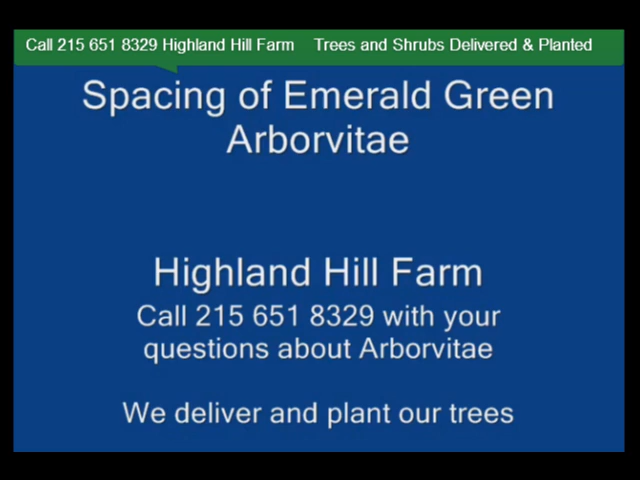 Call 215 651 8329 Highland Hill Farm    Trees and Shrubs Delivered & Planted
Spacing of Emerald Green
Arborvitae
Highland Hill Farm
Call 215 651 8329 with your
questions about Arborvitae
We deliver and plant our trees